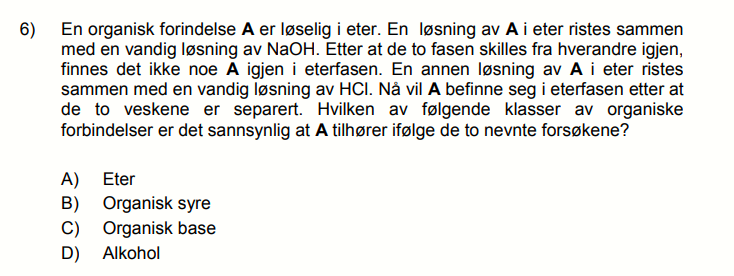 6) En organisk forindelse A er løselig i eter. En løsning av A i eter ristes sammen
med en vandig løsning av NaOH. Etter at de to fasen skilles fra hverandre igjen,
finnes det ikke noe A igjen i eterfasen. En annen løsning av A i eter ristes
sammen med en vandig løsning av HCl. Nå vil A befinne seg i eterfasen etter at
de to veskene er separert. Hvilken av følgende klasser av organiske
forbindelser er det sannsynlig at A tilhører ifølge de to nevnte forsøkene?
A) Eter
B) Organisk syre
C) Organisk base
D) Alkohol